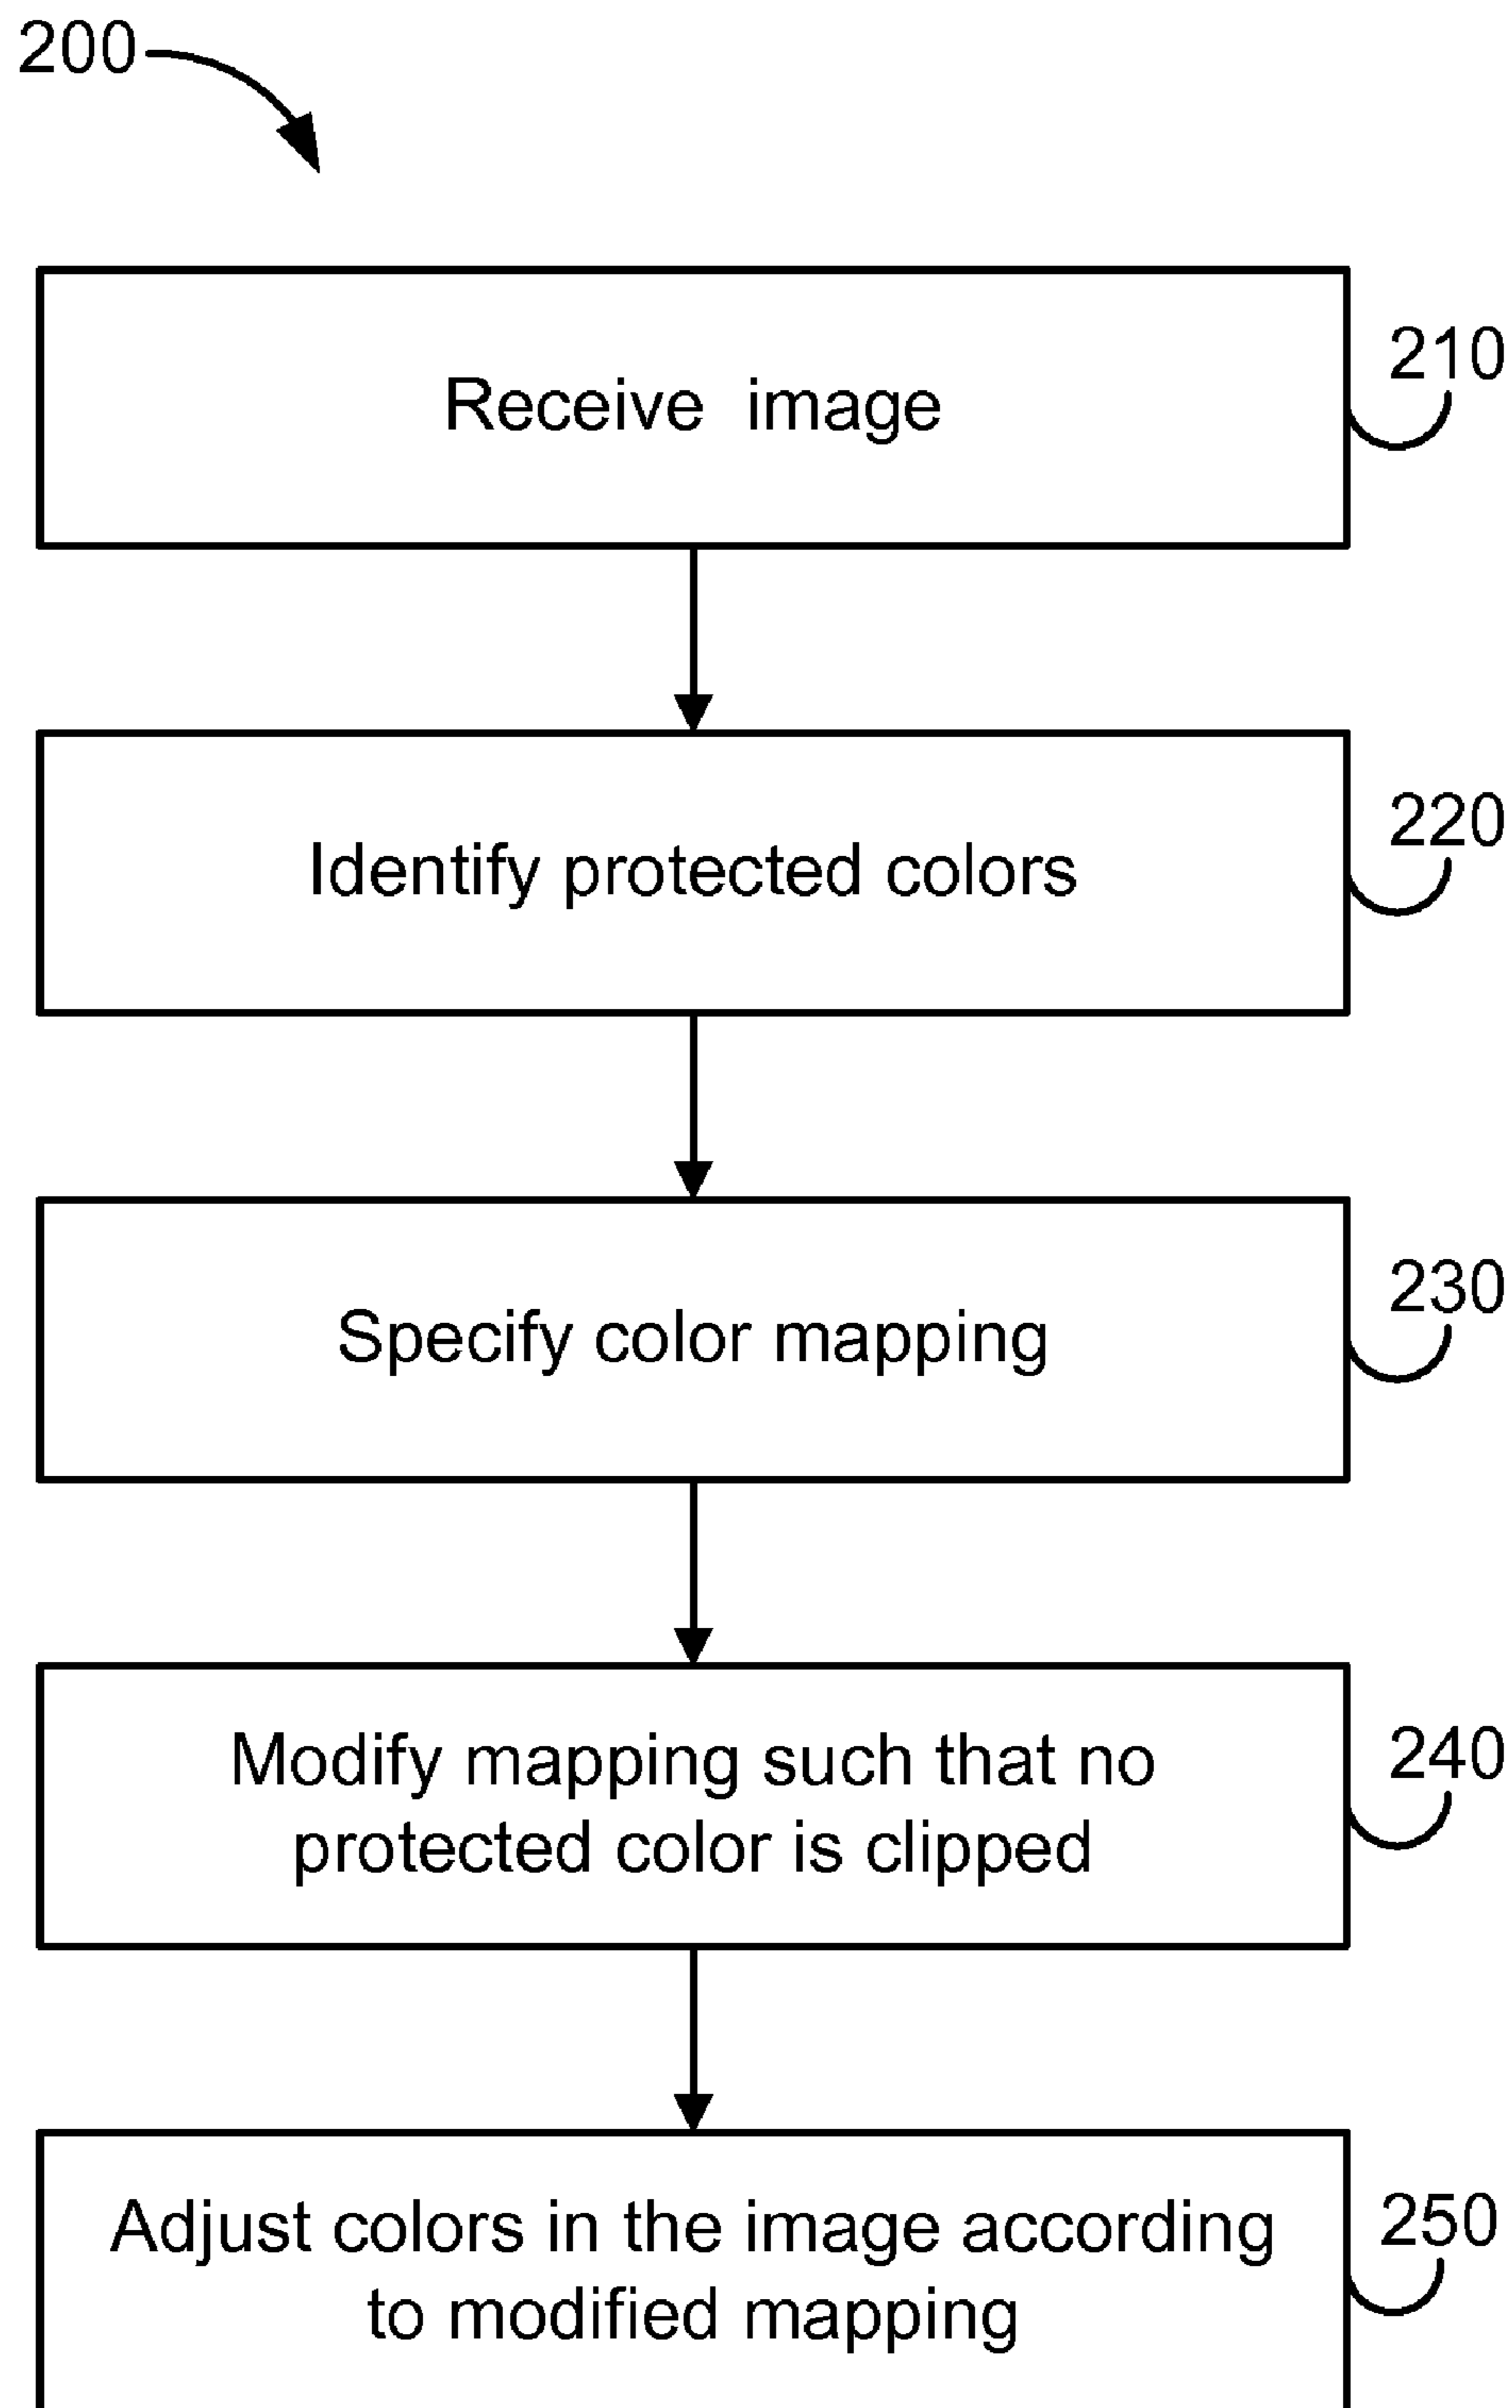 200
Receive image
210
Identify protected colors
220
Specify color mapping
230
Modify mapping such that no
protected color is clipped
240
Adjust colors in the image according
to modified mapping
250